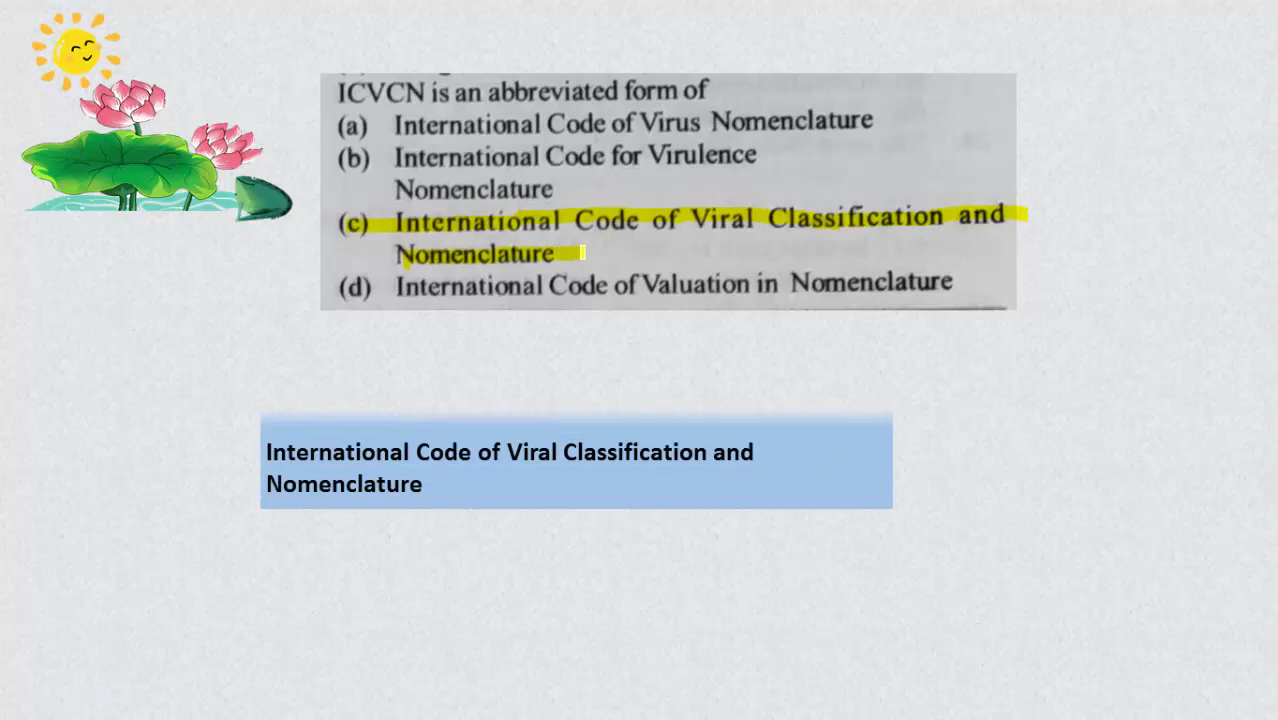 ICVCN is an abbreviated form of
(a) International Code of Virus Nomenclature
(b) International Code for Virulence
Nomenclature
(c) International Code of Viral Classification and
Nomenclature
(d) International Code of Valuation in Nomenclature
International Code of Viral Classification and
Nomenclature